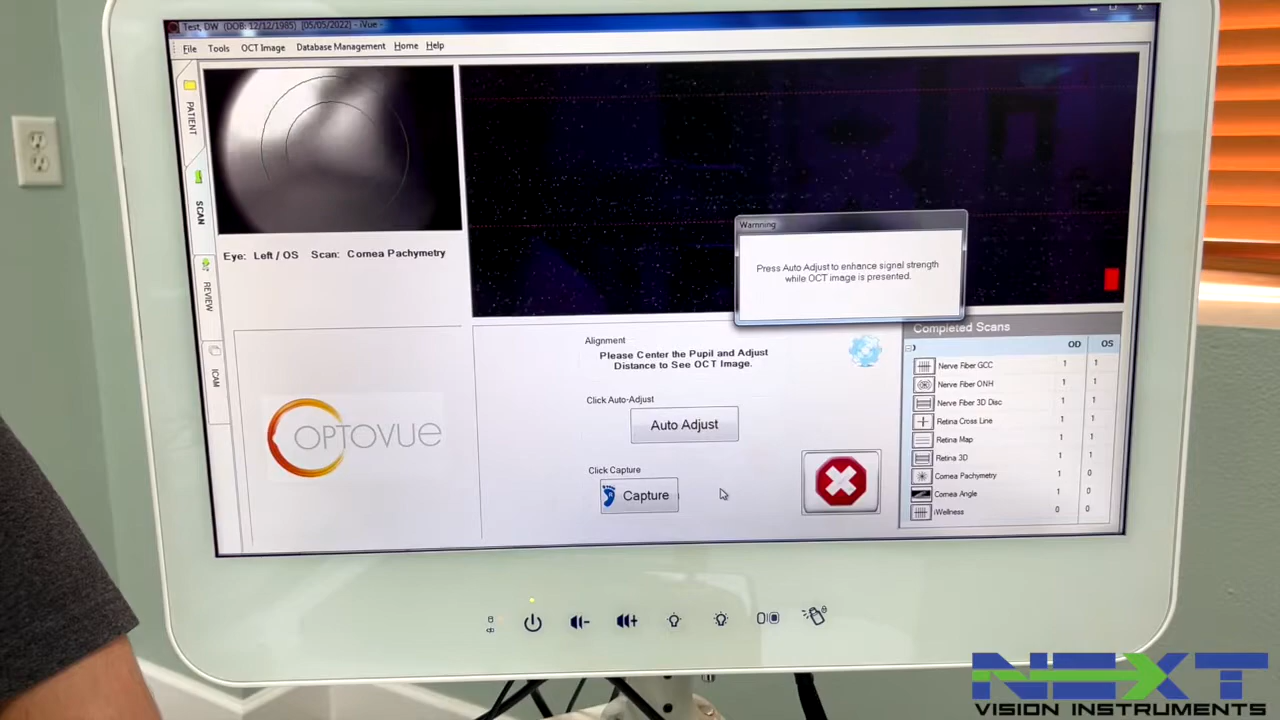 Test, DW (DOB: 12/12/1985) [05/05/2022] - iVue -
File Tools OCT Image Database Management Home Help
PATIENT
SCAN
REVIEW
iCAM
Eye: Left / OS Scan: Cornea Pachymetry
OPTOVUE
Warning
Press Auto Adjust to enhance signal strength
while OCT image is presented.
Alignment
Please Center the Pupil and Adjust
Distance to See OCT Image.
Click Auto-Adjust
Auto Adjust
Click Capture
Capture
Completed Scans
OD OS
Nerve Fiber GCC 1 1
Nerve Fiber ONH 1 1
Nerve Fiber 3D Disc 1 1
Retina Cross Line 1 1
Retina Map 1 1
Retina 3D 1 1
Cornea Pachymetry 1 0
Cornea Angle 1 0
iWellness 0 0
NEXT
VISION INSTRUMENTS